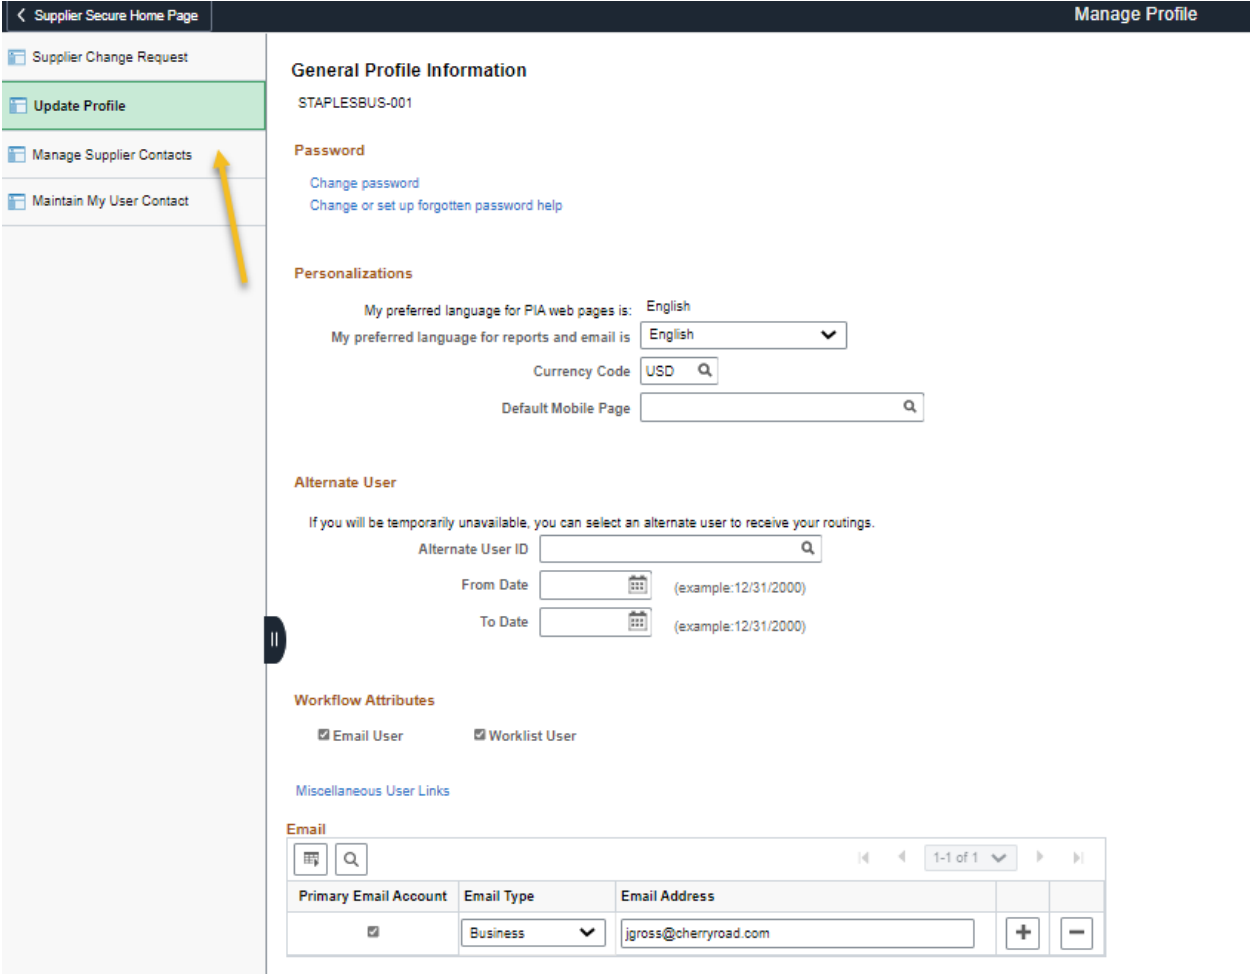 Supplier Secure Home Page
Manage Profile
Supplier Change Request
Update Profile
Manage Supplier Contacts
Maintain My User Contact
General Profile Information
STAPLESBUS-001
Password
Change password
Change or set up forgotten password help
Personalizations
My preferred language for PIA web pages is: English
My preferred language for reports and email is English
Currency Code USD
Default Mobile Page
Alternate User
If you will be temporarily unavailable, you can select an alternate user to receive your routings.
Alternate User ID
From Date (example:12/31/2000)
To Date (example:12/31/2000)
Workflow Attributes
Email User Worklist User
Miscellaneous User Links
Email
1-1 of 1
Primary Email Account Email Type Email Address
Business jgross@cherryroad.com